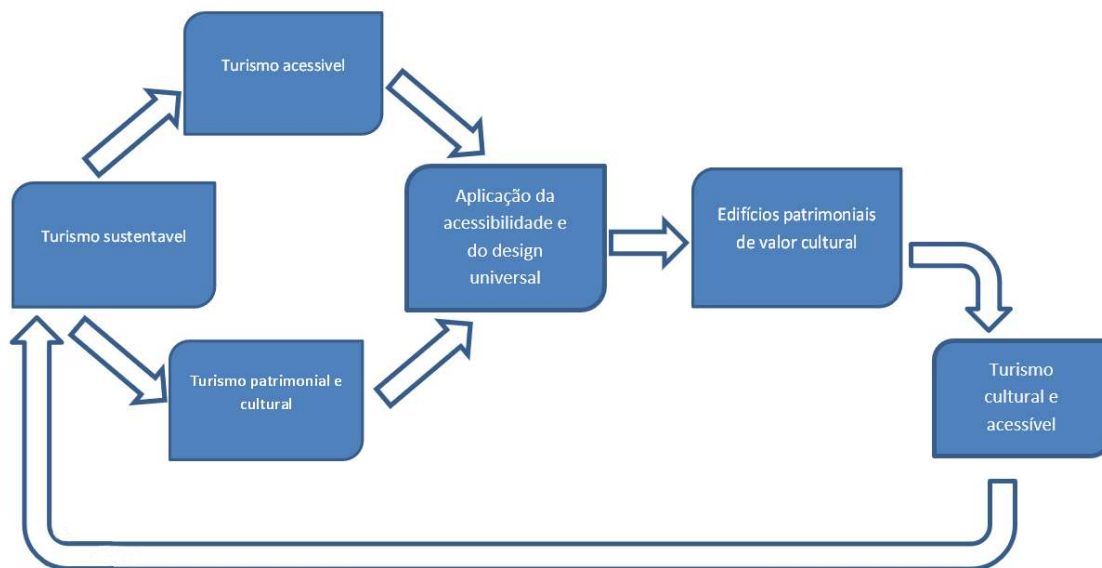 Turismo acessivel
Turismo sustentavel
Turismo patrimonial e
cultural
Aplicação da
acessibilidade e
do design
universal
Edifícios patrimoniais
de valor cultural
Turismo
cultural e
acessível